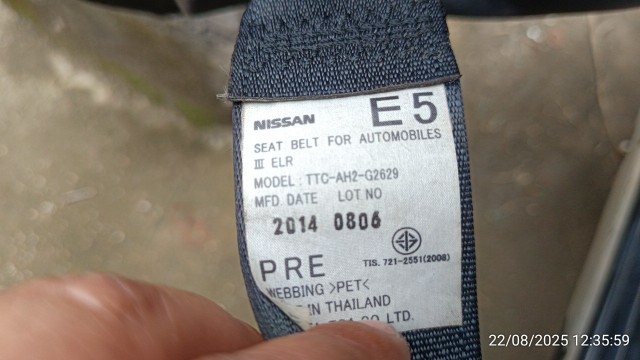 E5
NISSAN
SEAT BELT FOR AUTOMOBILES
III ELR
MODEL : TTC-AH2-G2629
MFD DATE LOT NO
2014 0806
TIS. 721-2551(2008)
PRE
WEBBING >PET<
IN THAILAND
CO. LTD.
22/08/2025 12:35:59